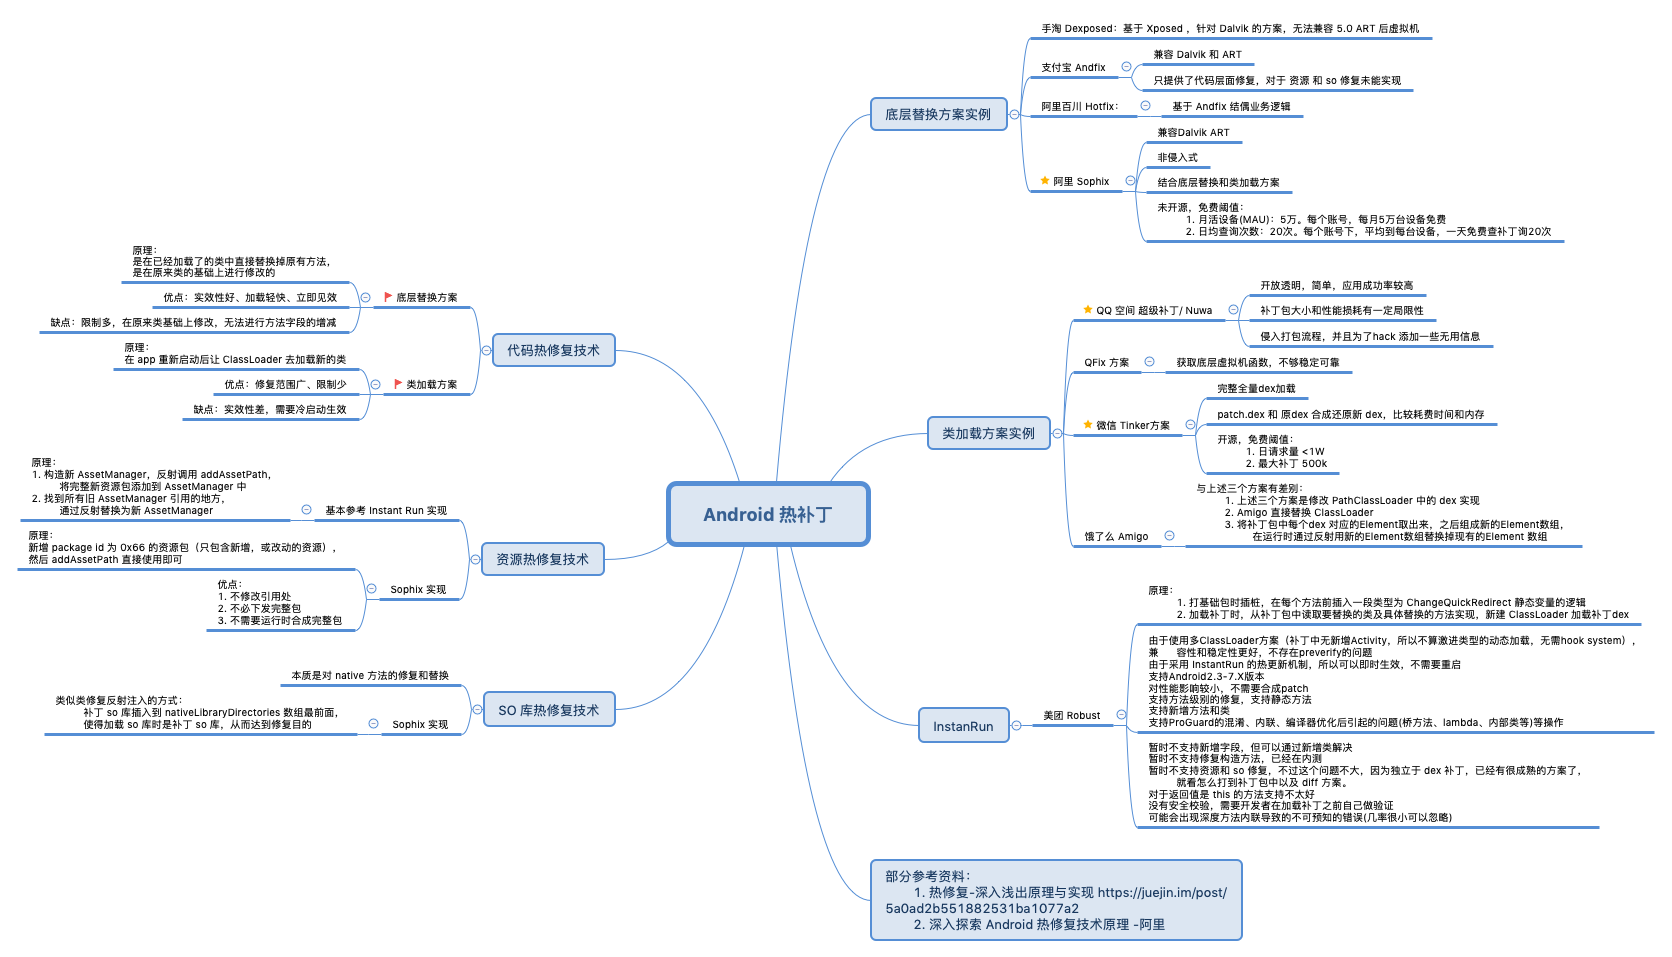 Android 热补丁
代码热修复技术
底层替换方案
原理：
是在已经加载了的类中直接替换掉原有方法，
是在原来类的基础上进行修改的
优点：实效性好、加载轻快、立即见效
缺点：限制多，在原来类基础上修改，无法进行方法字段的增减
类加载方案
原理：
在 app 重新启动后让 ClassLoader 去加载新的类
优点：修复范围广、限制少
缺点：实效性差，需要冷启动生效
资源热修复技术
基本参考 Instant Run 实现
原理：
1. 构造新 AssetManager，反射调用 addAssetPath，
将完整新资源包添加到 AssetManager 中
2. 找到所有旧 AssetManager 引用的地方，
通过反射替换为新 AssetManager
Sophix 实现
原理：
新增 package id 为 0x66 的资源包（只包含新增，或改动的资源），
然后 addAssetPath 直接使用即可
优点：
1. 不修改引用处
2. 不必下发完整包
3. 不需要运行时合成完整包
SO 库热修复技术
本质是对 native 方法的修复和替换
Sophix 实现
类似类修复反射注入的方式：
补丁 so 库插入到 nativeLibraryDirectories 数组最前面，
使得加载 so 库时是补丁 so 库，从而达到修复目的
底层替换方案实例
手淘 Dexposed：基于 Xposed ，针对 Dalvik 的方案，无法兼容 5.0 ART 后虚拟机
支付宝 Andfix
兼容 Dalvik 和 ART
只提供了代码层面修复，对于 资源 和 so 修复未能实现
阿里百川 Hotfix：
基于 Andfix 结偶业务逻辑
阿里 Sophix
兼容Dalvik ART
非侵入式
结合底层替换和类加载方案
未开源，免费阈值：
1. 月活设备(MAU)：5万。每个账号，每月5万台设备免费
2. 日均查询次数：20次。每个账号下，平均到每台设备，一天免费查补丁询20次
类加载方案实例
QQ 空间 超级补丁/ Nuwa
开放透明，简单，应用成功率较高
补丁包大小和性能损耗有一定局限性
侵入打包流程，并且为了hack 添加一些无用信息
QFix 方案
获取底层虚拟机函数，不够稳定可靠
微信 Tinker方案
完整全量dex加载
patch.dex 和 原dex 合成还原新 dex，比较耗费时间和内存
开源，免费阈值：
1. 日请求量 <1W
2. 最大补丁 500k
饿了么 Amigo
与上述三个方案有差别：
1. 上述三个方案是修改 PathClassLoader 中的 dex 实现
2. Amigo 直接替换 ClassLoader
3. 将补丁包中每个dex 对应的Element取出来，之后组成新的Element数组，
在运行时通过反射用新的Element数组替换掉现有的Element 数组
InstanRun
美团 Robust
原理：
1. 打基础包时插桩，在每个方法前插入一段类型为 ChangeQuickRedirect 静态变量的逻辑
2. 加载补丁时，从补丁包中读取要替换的类及具体替换的方法实现，新建 ClassLoader 加载补丁dex
由于使用多ClassLoader方案（补丁中无新增Activity，所以不算激进类型的动态加载，无需hook system），
兼 容性和稳定性更好，不存在preverify的问题
由于采用 InstantRun 的热更新机制，所以可以即时生效，不需要重启
支持Android2.3-7.X版本
对性能影响较小，不需要合成patch
支持方法级别的修复，支持静态方法
支持新增方法和类
支持ProGuard的混淆、内联、编译器优化后引起的问题(桥方法、lambda、内部类等)等操作
暂时不支持新增字段，但可以通过新增类解决
暂时不支持修复构造方法，已经在内测
暂时不支持资源和 so 修复，不过这个问题不大，因为独立于 dex 补丁，已经有很成熟的方案了，
就看怎么打到补丁包中以及 diff 方案。
对于返回值是 this 的方法支持不太好
没有安全校验，需要开发者在加载补丁之前自己做验证
可能会出现深度方法内联导致的不可预知的错误(几率很小可以忽略)
部分参考资料：
1. 热修复-深入浅出原理与实现 https://juejin.im/post/
5a0ad2b551882531ba1077a2
2. 深入探索 Android 热修复技术原理 -阿里